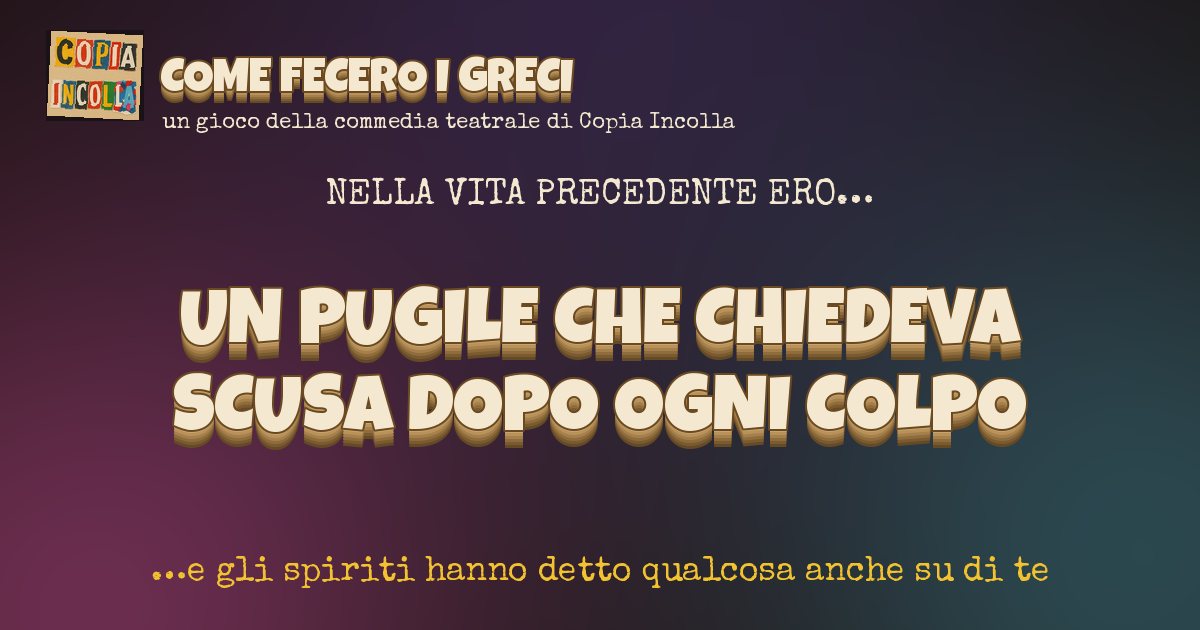 COPIA
INCOLLA
COME FECERO I GRECI
un gioco della commedia teatrale di Copia Incolla
NELLA VITA PRECEDENTE ERO...
UN PUGILE CHE CHIEDEVA
SCUSA DOPO OGNI COLPO
...e gli spiriti hanno detto qualcosa anche su di te